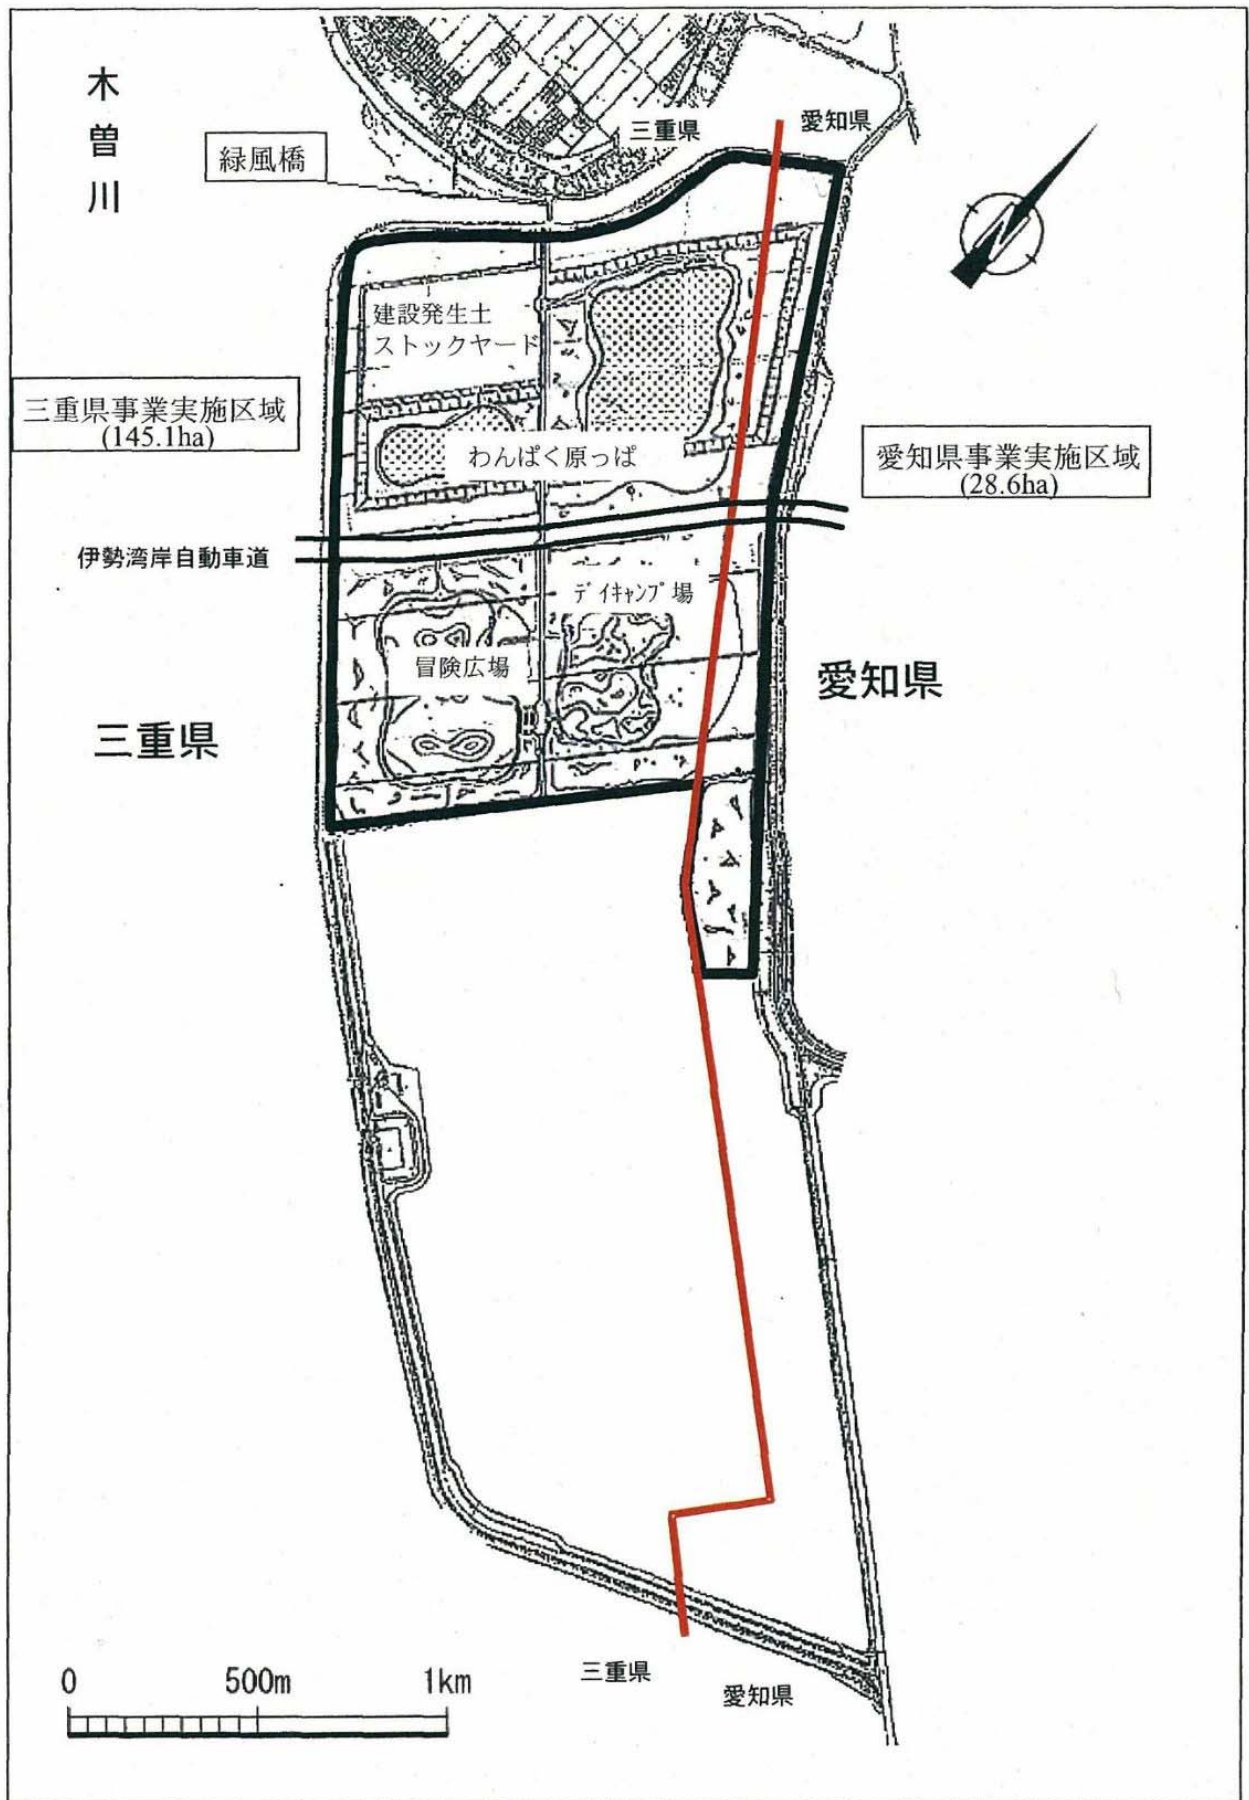 木曽川
緑風橋
三重県
愛知県
建設発生土
ストックヤード
三重県事業実施区域
(145.1ha)
わんぱく原っぱ
愛知県事業実施区域
(28.6ha)
伊勢湾岸自動車道
デイキャンプ場
冒険広場
愛知県
三重県
0 500m 1km
三重県
愛知県